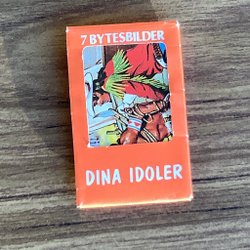 7 BYTESBILDER
DINA IDOLER